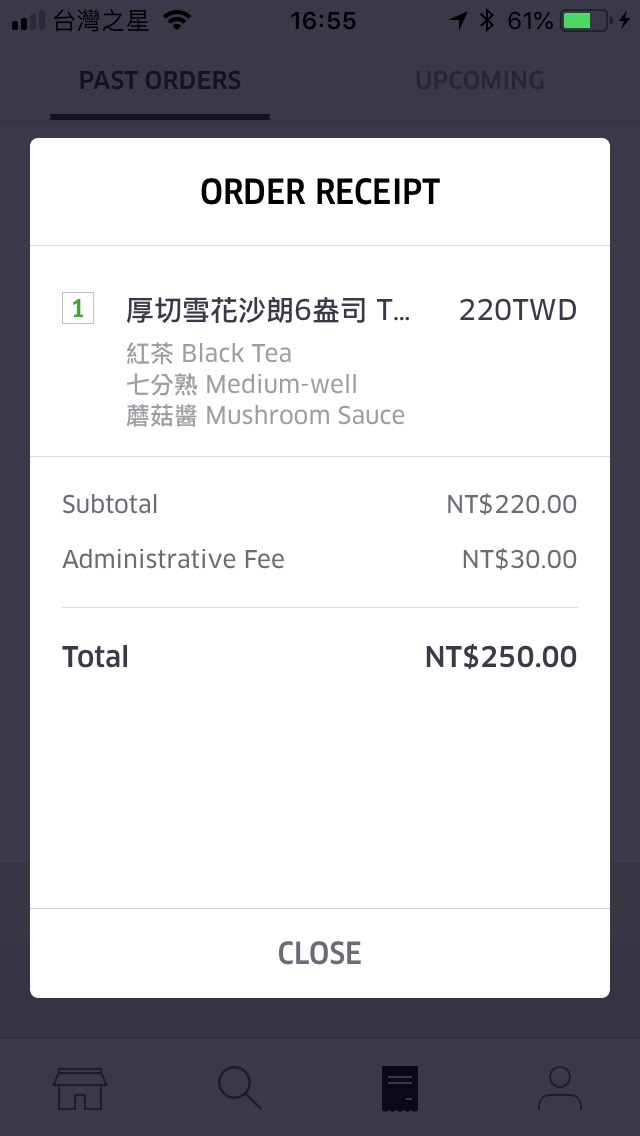 台灣之星 16:55 61%
PAST ORDERS UPCOMING
ORDER RECEIPT
1 厚切雪花沙朗6盎司 T... 220TWD
紅茶 Black Tea
七分熟 Medium-well
蘑菇醬 Mushroom Sauce
Subtotal NT$220.00
Administrative Fee NT$30.00
Total NT$250.00
CLOSE